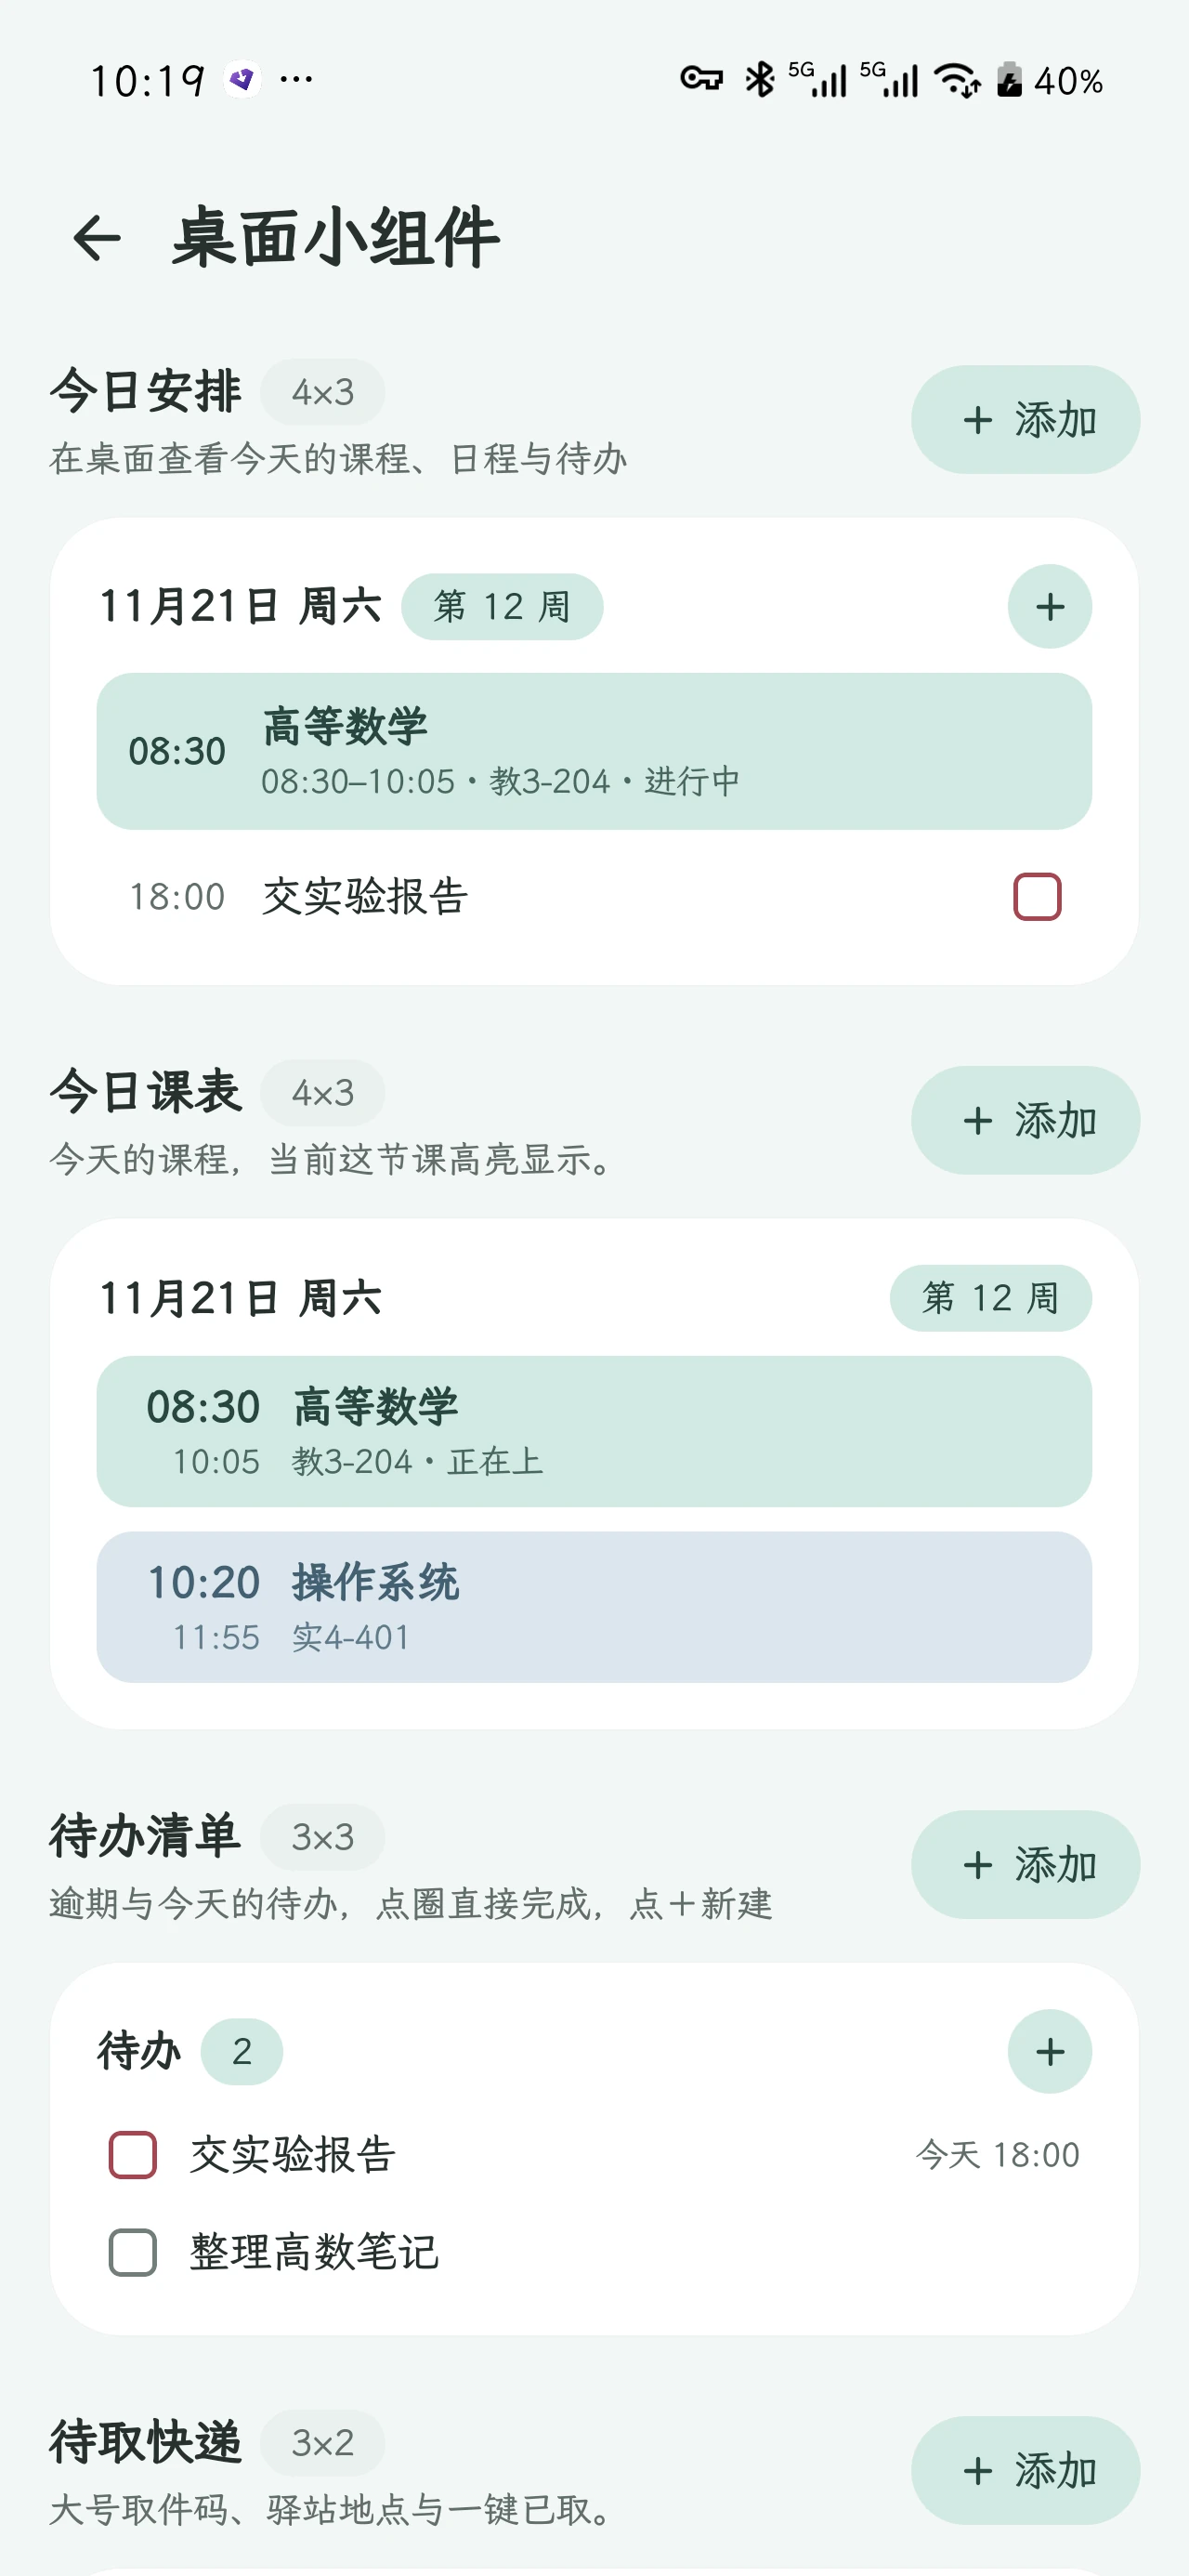 10:19 ... 5G 5G 40%
桌面小组件
今日安排 4×3
+ 添加
在桌面查看今天的课程、日程与待办
11月21日 周六 第 12 周 +
08:30 高等数学
08:30–10:05・教3-204・进行中
18:00 交实验报告
今日课表 4×3
+ 添加
今天的课程，当前这节课高亮显示。
11月21日 周六 第 12 周
08:30 高等数学
10:05 教3-204・正在上
10:20 操作系统
11:55 实4-401
待办清单 3×3
+ 添加
逾期与今天的待办，点圈直接完成，点＋新建
待办 2 +
交实验报告 今天 18:00
整理高数笔记
待取快递 3×2
+ 添加
大号取件码、驿站地点与一键已取。